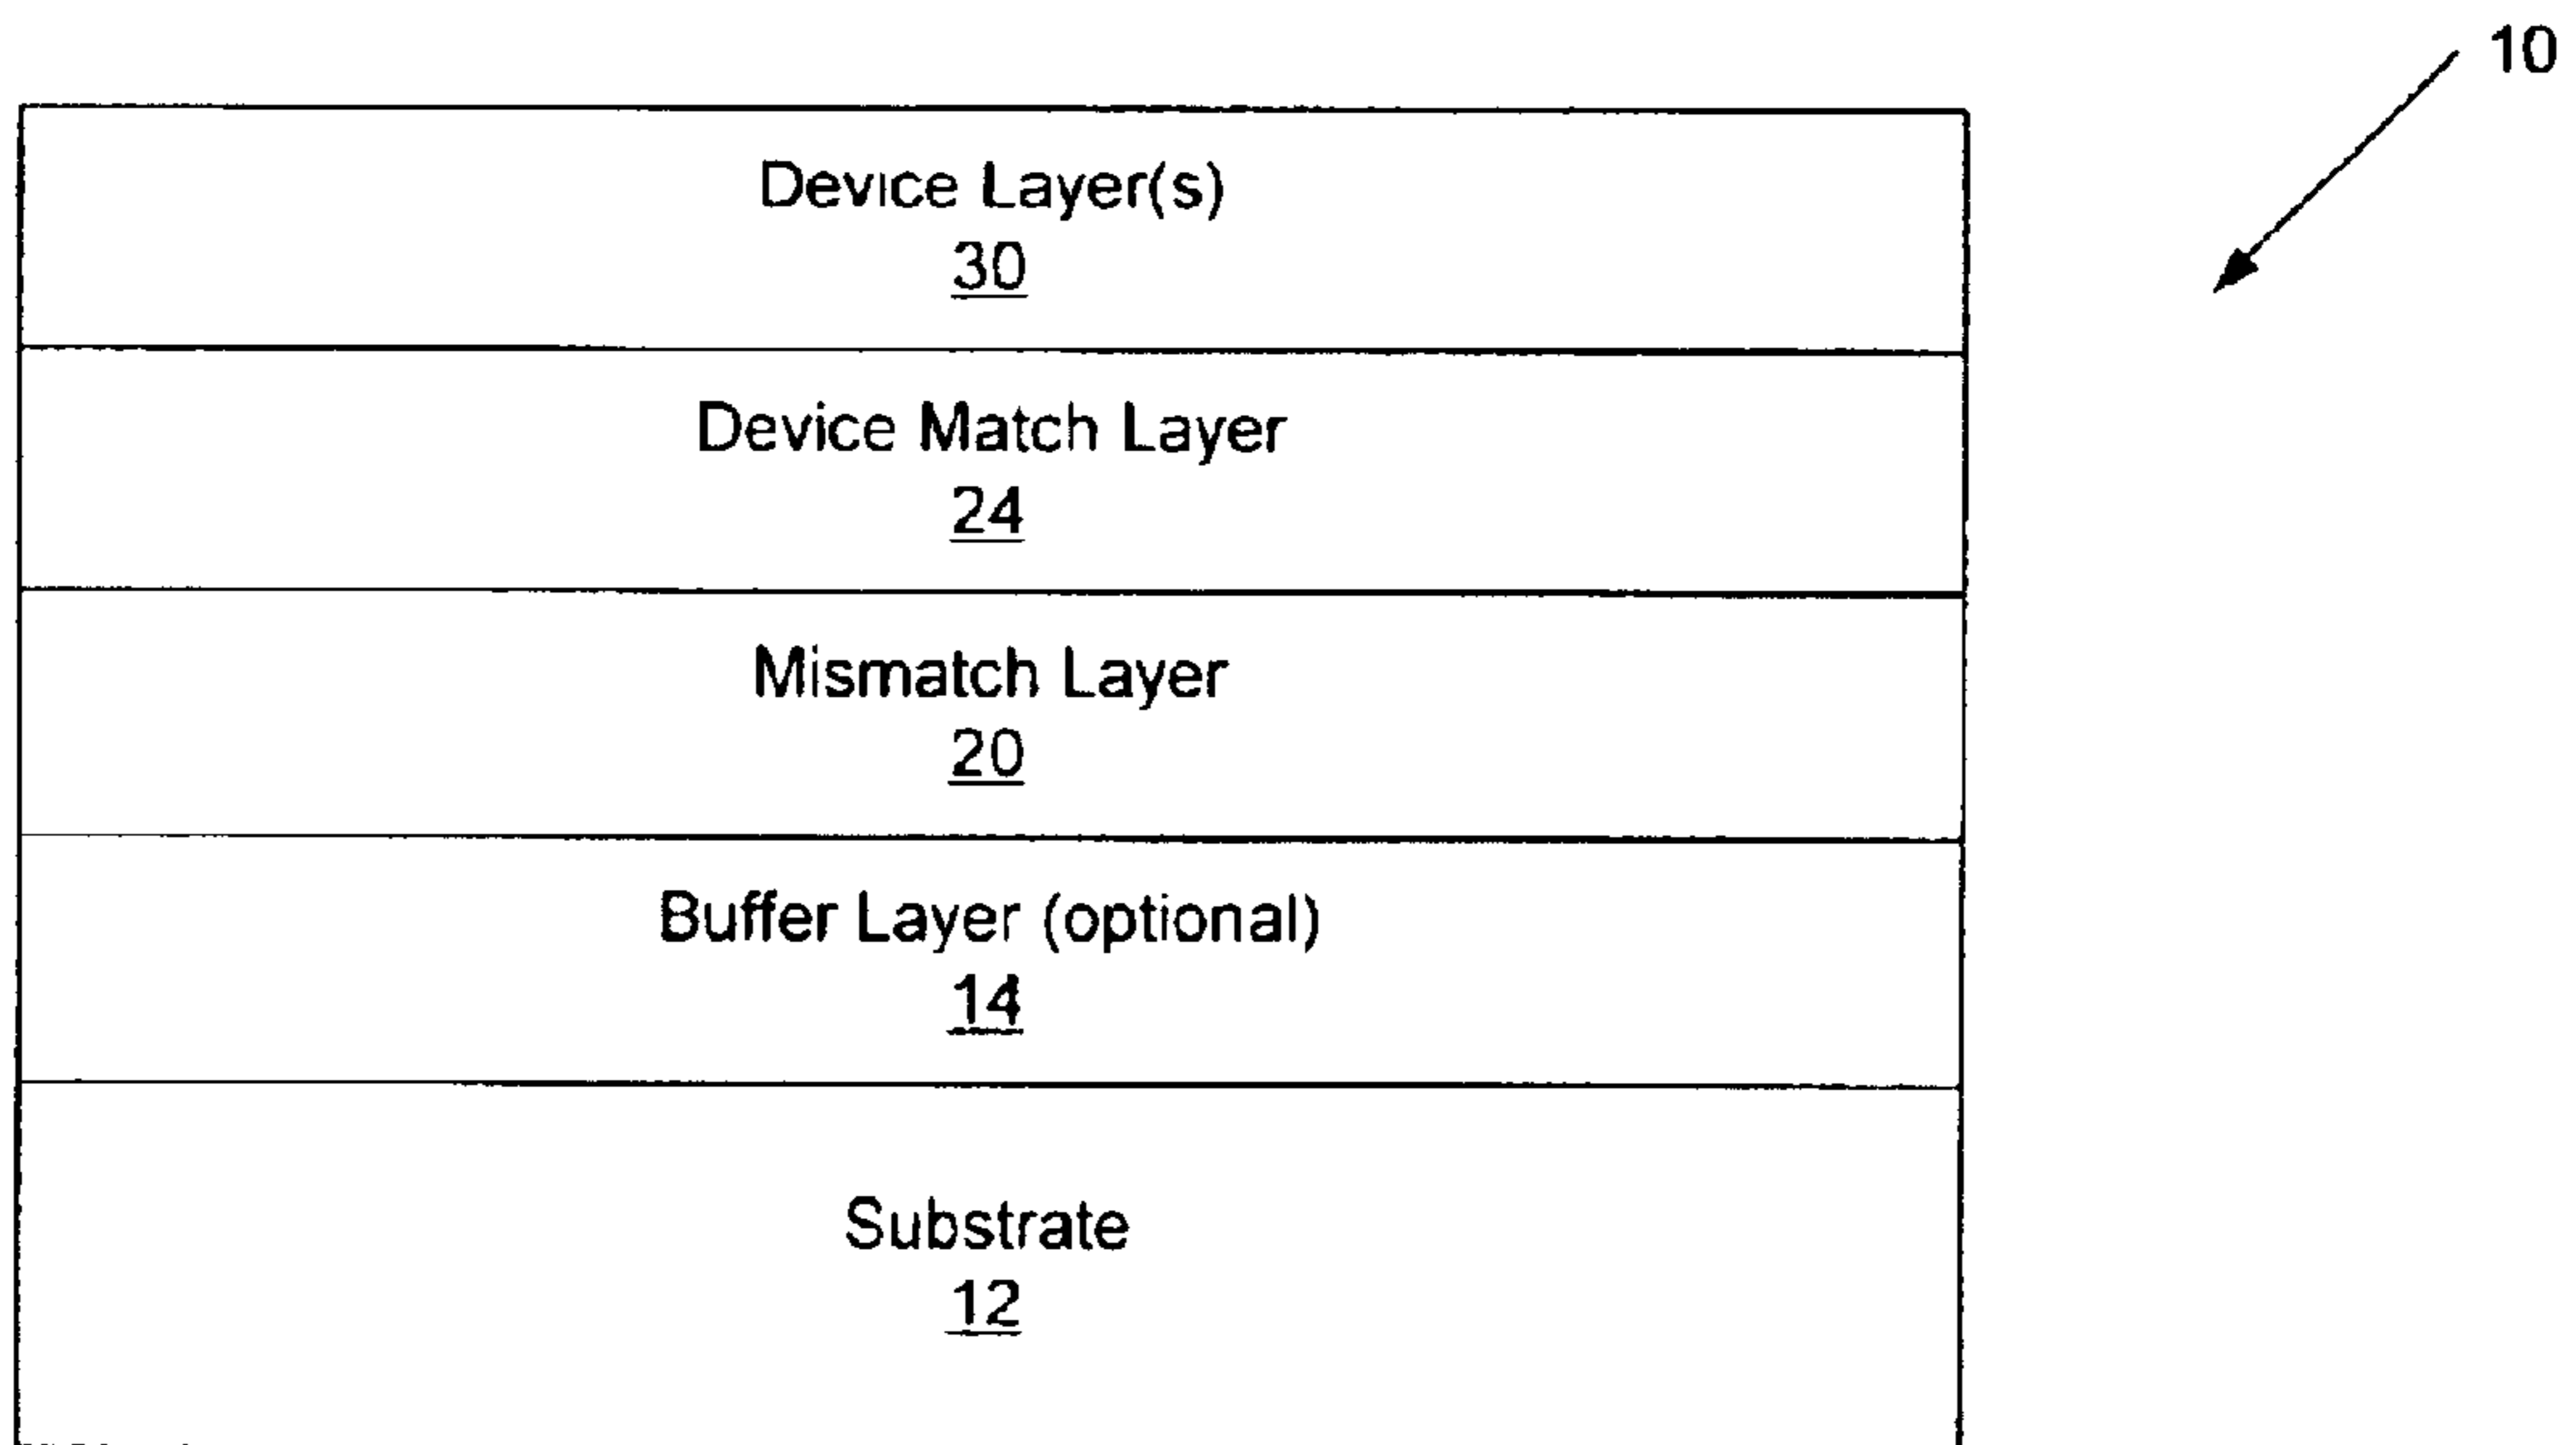 10
Device Layer(s)
30
Device Match Layer
24
Mismatch Layer
20
Buffer Layer (optional)
14
Substrate
12